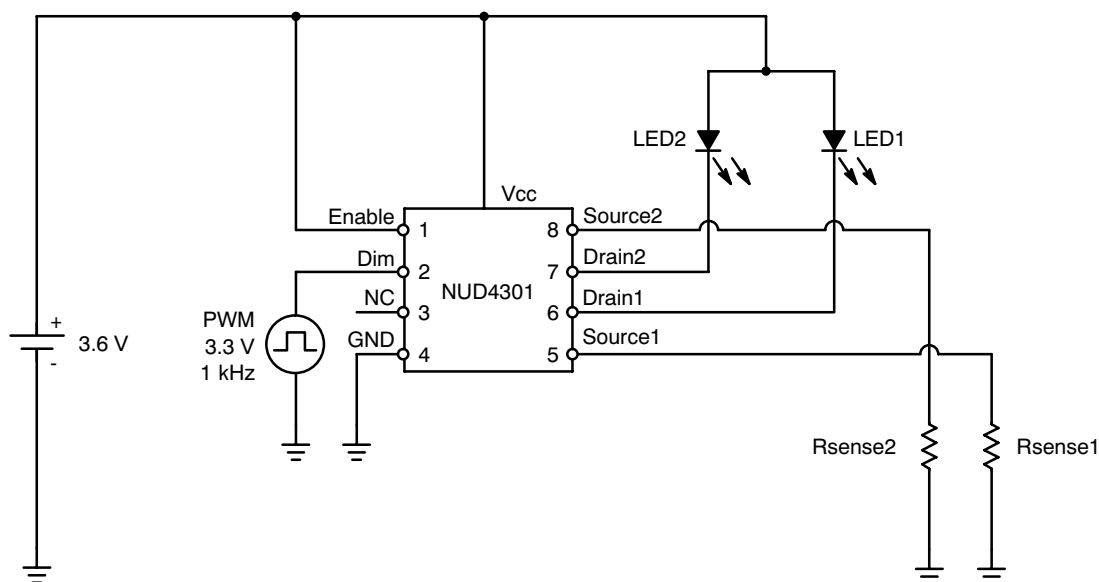 LED2
LED1
Vcc
Enable
1
8
Source2
Dim
2
7
Drain2
NUD4301
NC
3
6
Drain1
PWM
3.3 V
1 kHz
GND
4
5
Source1
+
3.6 V
-
Rsense2
Rsense1